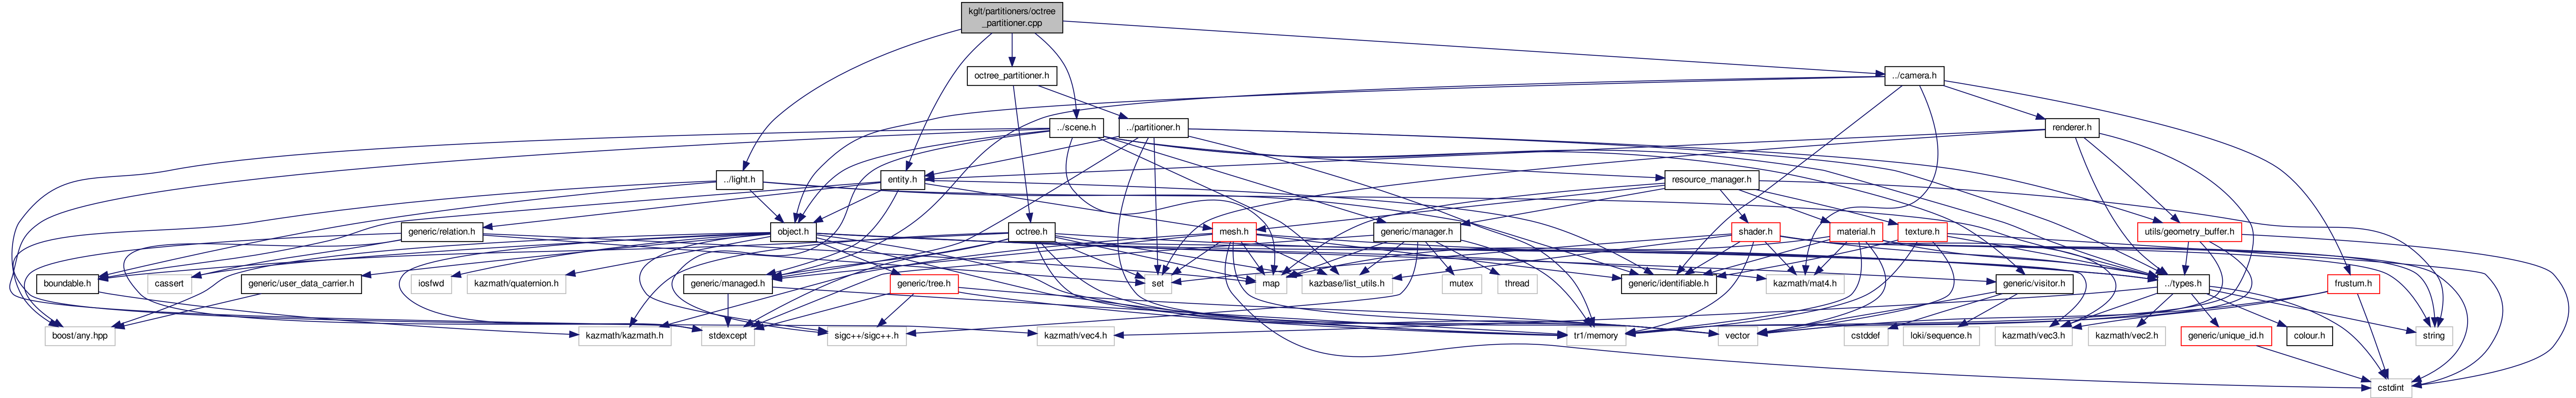 kglt/partitioners/octree
_partitioner.cpp
octree_partitioner.h
../camera.h
../scene.h
../partitioner.h
renderer.h
../light.h
entity.h
resource_manager.h
generic/relation.h
object.h
octree.h
mesh.h
generic/manager.h
shader.h
material.h
texture.h
utils/geometry_buffer.h
boundable.h
cassert
generic/user_data_carrier.h
iosfwd
kazmath/quaternion.h
generic/managed.h
generic/tree.h
set
map
kazbase/list_utils.h
mutex
thread
generic/identifiable.h
kazmath/mat4.h
generic/visitor.h
../types.h
frustum.h
boost/any.hpp
kazmath/kazmath.h
stdexcept
sigc++/sigc++.h
kazmath/vec4.h
tr1/memory
vector
cstddef
loki/sequence.h
kazmath/vec3.h
kazmath/vec2.h
generic/unique_id.h
colour.h
string
cstdint